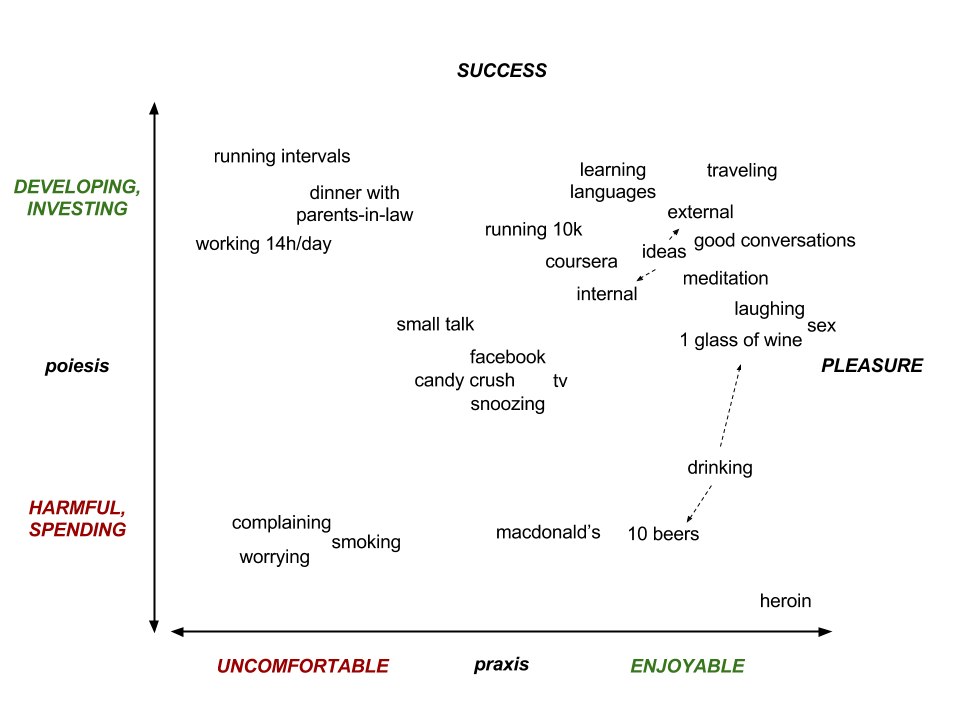 SUCCESS
running intervals
learning
languages
traveling
DEVELOPING,
INVESTING
dinner with
parents-in-law
external
running 10k
working 14h/day
good conversations
ideas
coursera
meditation
internal
laughing
small talk
sex
1 glass of wine
facebook
poiesis
PLEASURE
candy crush
tv
snoozing
drinking
HARMFUL,
SPENDING
complaining
macdonald's
10 beers
smoking
worrying
heroin
UNCOMFORTABLE
praxis
ENJOYABLE